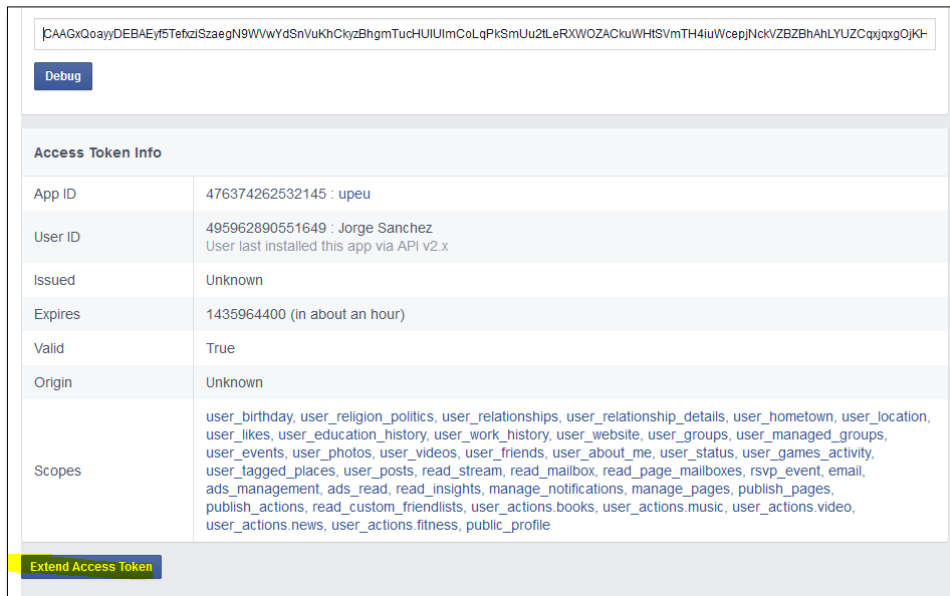 CAAGxQoayyDEBAEyf5TefxziSzaegN9WVwYdSnVuKhCkyzBhgmTucHUIUImCoLqPkSmUu2tLeRXWOZACkuWHtSVmTH4iuWcepjNckVZBZBhAhLYUZCqxjqxgOjKH
Debug
Access Token Info
App ID 476374262532145 : upeu
User ID 495962890551649 : Jorge Sanchez
User last installed this app via API v2.x
Issued Unknown
Expires 1435964400 (in about an hour)
Valid True
Origin Unknown
Scopes user_birthday, user_religion_politics, user_relationships, user_relationship_details, user_hometown, user_location,
user_likes, user_education_history, user_work_history, user_website, user_groups, user_managed_groups,
user_events, user_photos, user_videos, user_friends, user_about_me, user_status, user_games_activity,
user_tagged_places, user_posts, read_stream, read_mailbox, read_page_mailboxes, rsvp_event, email,
ads_management, ads_read, read_insights, manage_notifications, manage_pages, publish_pages,
publish_actions, read_custom_friendlists, user_actions.books, user_actions.music, user_actions.video,
user_actions.news, user_actions.fitness, public_profile
Extend Access Token